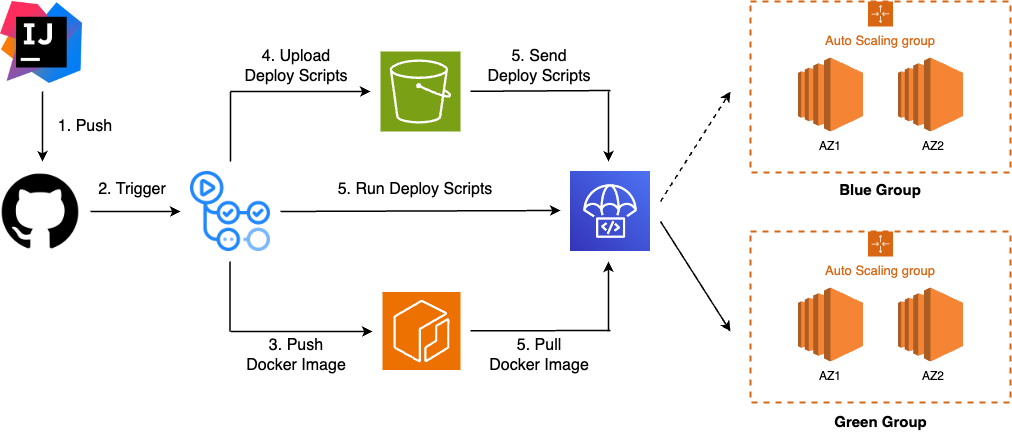 IJ
1. Push
2. Trigger
4. Upload
Deploy Scripts
5. Send
Deploy Scripts
5. Run Deploy Scripts
</>
3. Push
Docker Image
5. Pull
Docker Image
Auto Scaling group
AZ1
AZ2
Blue Group
Auto Scaling group
AZ1
AZ2
Green Group